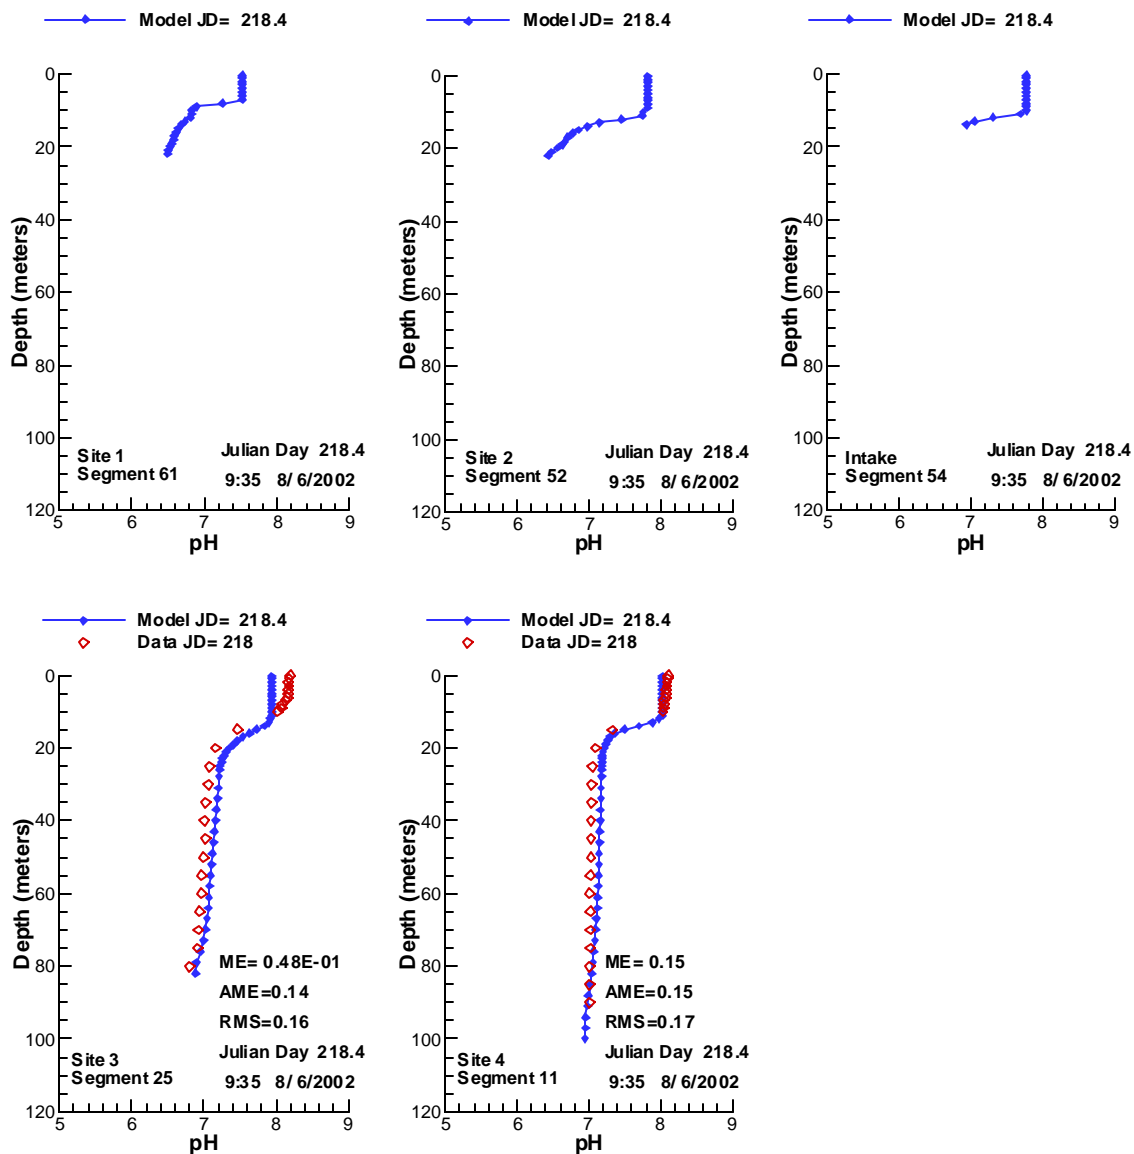 Model JD= 218.4
0
20
40
60
80
100
120
Depth (meters)
Site 1
Segment 61
Julian Day 218.4
9:35 8/ 6/2002
5 6 7 8 9
pH
Model JD= 218.4
0
20
40
60
80
100
120
Depth (meters)
Site 2
Segment 52
Julian Day 218.4
9:35 8/ 6/2002
5 6 7 8 9
pH
Model JD= 218.4
0
20
40
60
80
100
120
Depth (meters)
Intake
Segment 54
Julian Day 218.4
9:35 8/ 6/2002
5 6 7 8 9
pH
Model JD= 218.4
Data JD= 218
0
20
40
60
80
100
120
Depth (meters)
ME= 0.48E-01
AME=0.14
RMS=0.16
Site 3
Segment 25
Julian Day 218.4
9:35 8/ 6/2002
5 6 7 8 9
pH
Model JD= 218.4
Data JD= 218
0
20
40
60
80
100
120
Depth (meters)
ME= 0.15
AME=0.15
RMS=0.17
Site 4
Segment 11
Julian Day 218.4
9:35 8/ 6/2002
5 6 7 8 9
pH